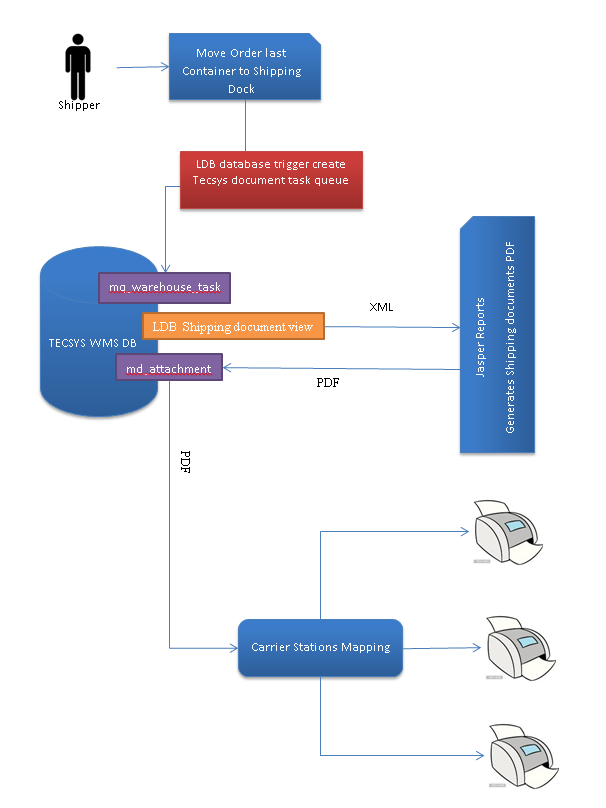 Move Order last
Container to Shipping
Dock
Shipper
LDB database trigger create
Tecsys document task queue
mq_warehouse_task
LDB Shipping document view
TECSYS WMS DB
md_attachment
XML
PDF
Jasper Reports
Generates Shipping documents PDF
PDF
Carrier Stations Mapping